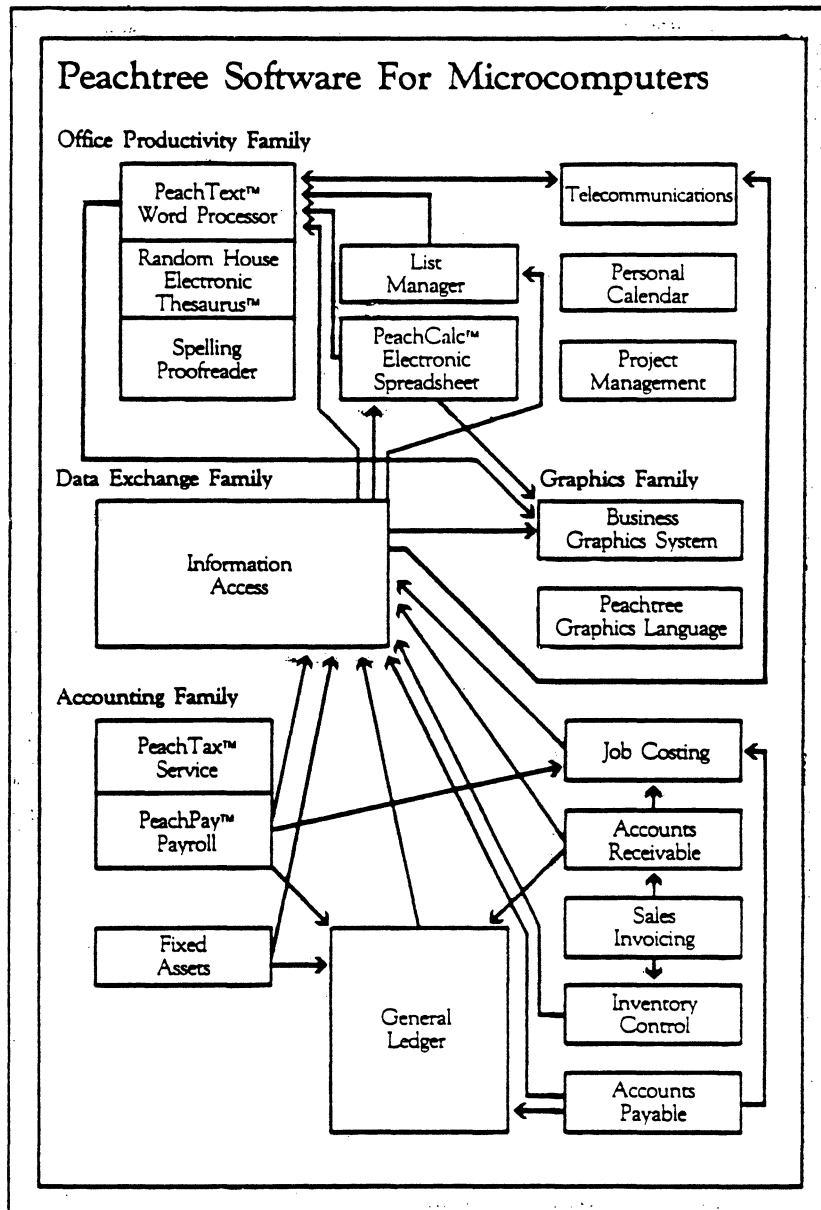 Peachtree Software For Microcomputers
Office Productivity Family
PeachText™
Word Processor
Random House
Electronic
Thesaurus™
Spelling
Proofreader
List
Manager
PeachCalc™
Electronic
Spreadsheet
Telecommunications
Personal
Calendar
Project
Management
Data Exchange Family
Information
Access
Graphics Family
Business
Graphics System
Peachtree
Graphics Language
Accounting Family
PeachTax™
Service
PeachPay™
Payroll
Fixed
Assets
General
Ledger
Job Costing
Accounts
Receivable
Sales
Invoicing
Inventory
Control
Accounts
Payable